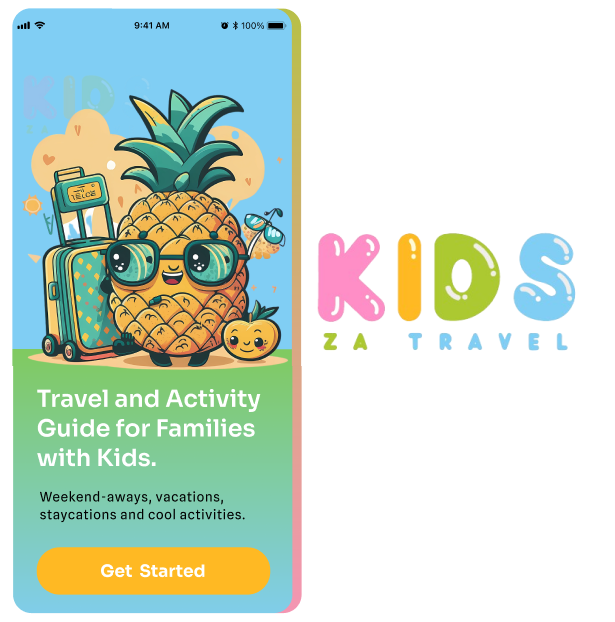 9:41 AM
100%
KID
Travel and Activity
Guide for Families
with Kids.
Weekend-aways, vacations,
staycations and cool activities.
Get Started
KIDS
ZA TRAVEL